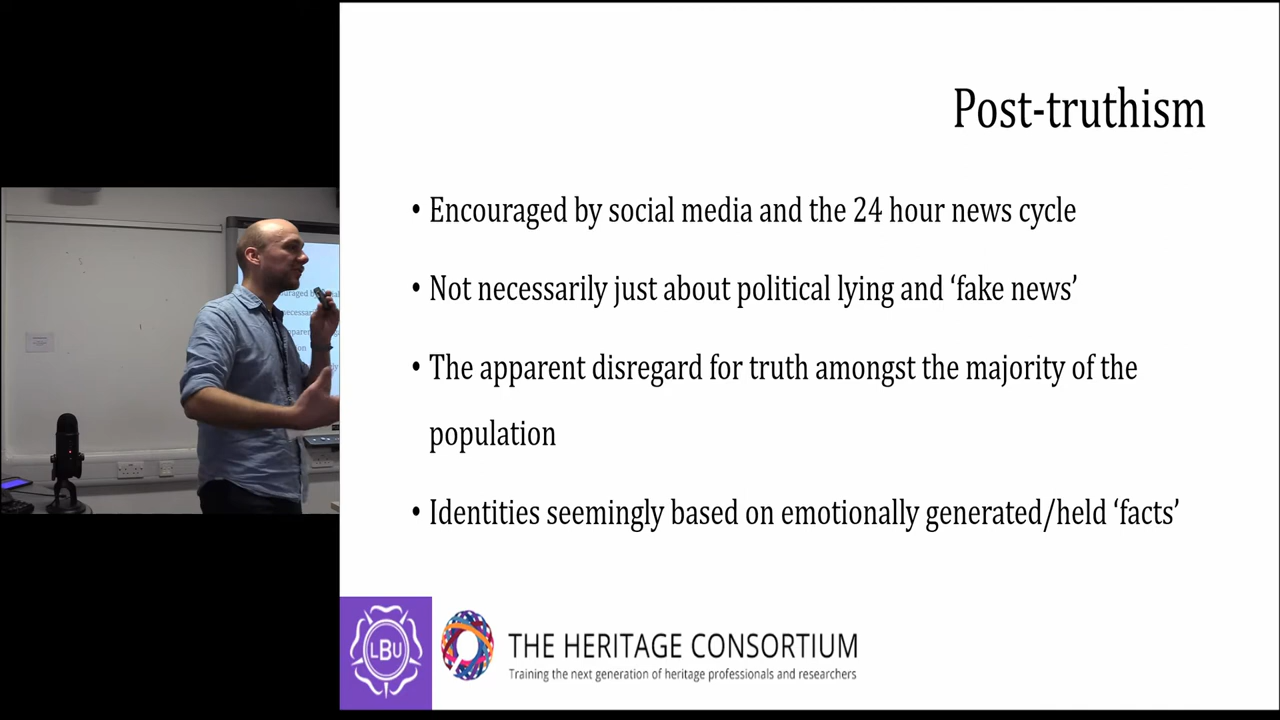 Post-truthism
• Encouraged by social media and the 24 hour news cycle
• Not necessarily just about political lying and ‘fake news’
• The apparent disregard for truth amongst the majority of the
population
• Identities seemingly based on emotionally generated/held ‘facts’
LBU
THE HERITAGE CONSORTIUM
Training the next generation of heritage professionals and researchers